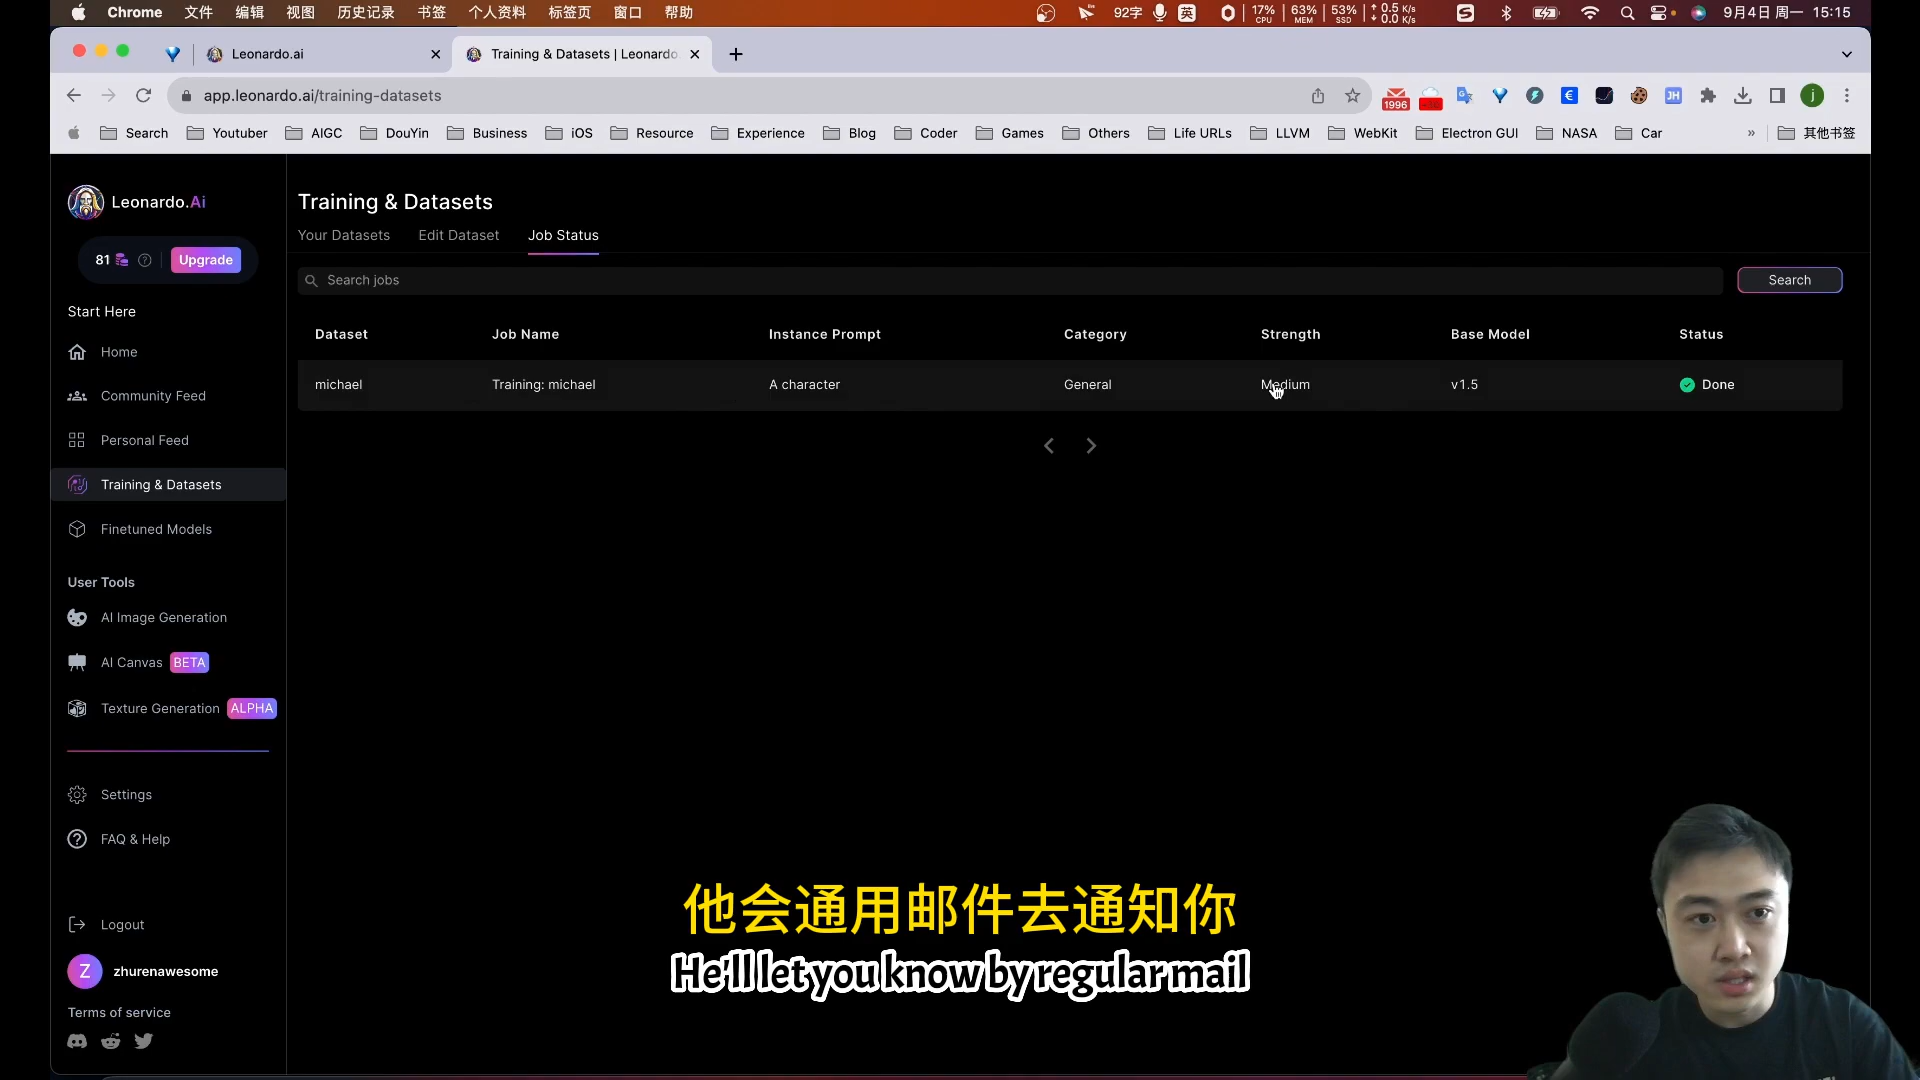 Chrome 文件 编辑 视图 历史记录 书签 个人资料 标签页 窗口 帮助
92字 英 17% CPU 63% MEM 53% SSD ↑ 0.5 K/s ↓ 0.0 K/s 9月4日 周一 15:15
Leonardo.ai
Training & Datasets | Leonardo
app.leonardo.ai/training-datasets
1996
JH
j
Search Youtuber AIGC DouYin Business iOS Resource Experience Blog Coder Games Others Life URLs LLVM WebKit Electron GUI NASA Car » 其他书签
Leonardo.Ai
81 Upgrade
Start Here
Home
Community Feed
Personal Feed
Training & Datasets
Finetuned Models
User Tools
AI Image Generation
AI Canvas BETA
Texture Generation ALPHA
Settings
FAQ & Help
Logout
Z zhurenawesome
Terms of service
Training & Datasets
Your Datasets Edit Dataset Job Status
Search jobs Search
Dataset Job Name Instance Prompt Category Strength Base Model Status
michael Training: michael A character General Medium v1.5 Done
他会通用邮件去通知你
He'll let you know by regular mail